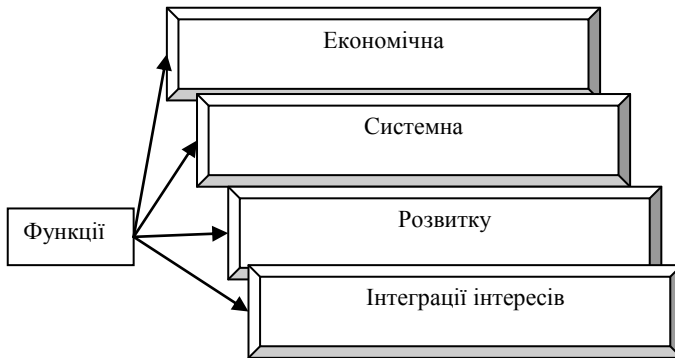 Економічна
Системна
Розвитку
Функції
Інтеграції інтересів